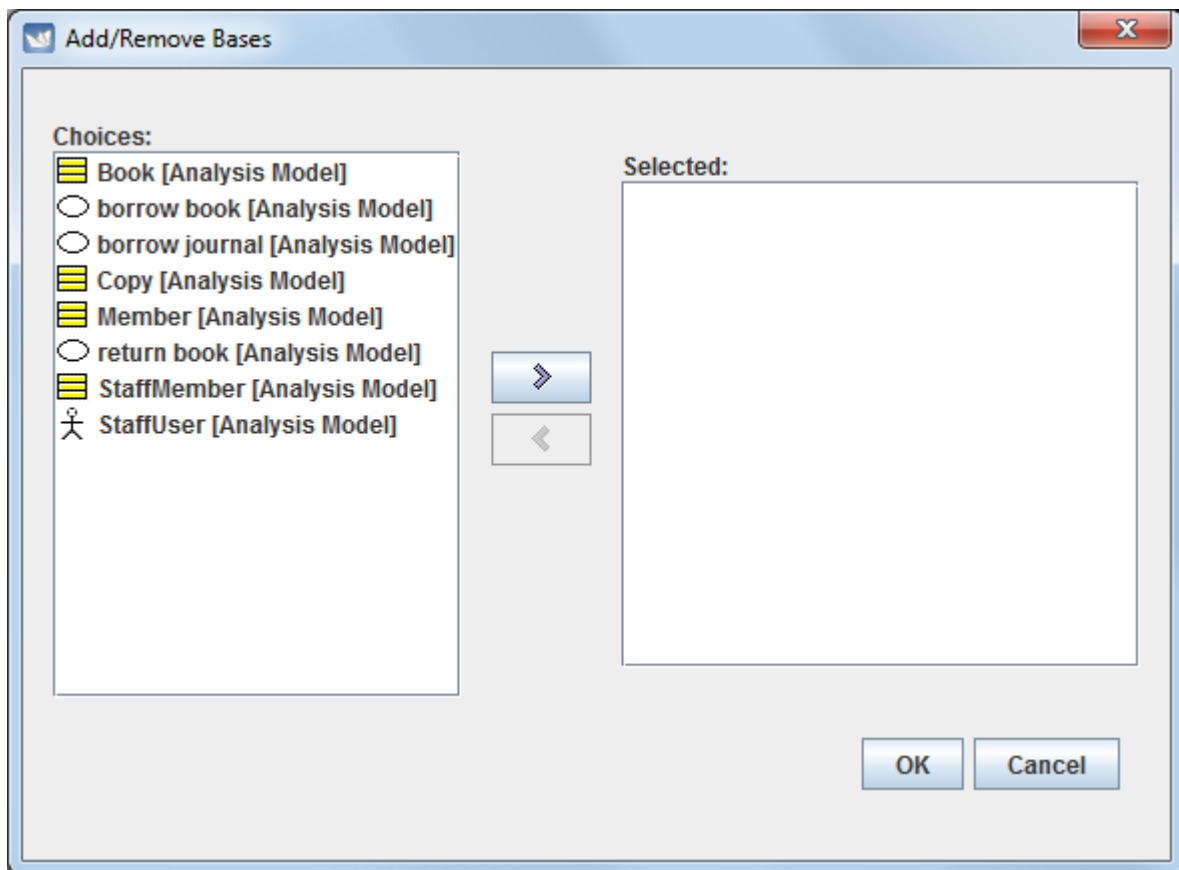 Add/Remove Bases
Choices:
Book [Analysis Model]
borrow book [Analysis Model]
borrow journal [Analysis Model]
Copy [Analysis Model]
Member [Analysis Model]
return book [Analysis Model]
StaffMember [Analysis Model]
StaffUser [Analysis Model]
Selected:
OK
Cancel